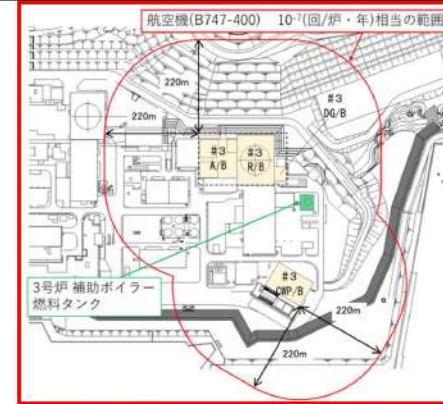 航空機(B747-400)　10⁻⁷(回/炉・年)相当の範囲
220m
220m
#3
DG/B
#3
A/B
#3
R/B
3号炉 補助ボイラー
燃料タンク
#3
CWP/B
220m
220m